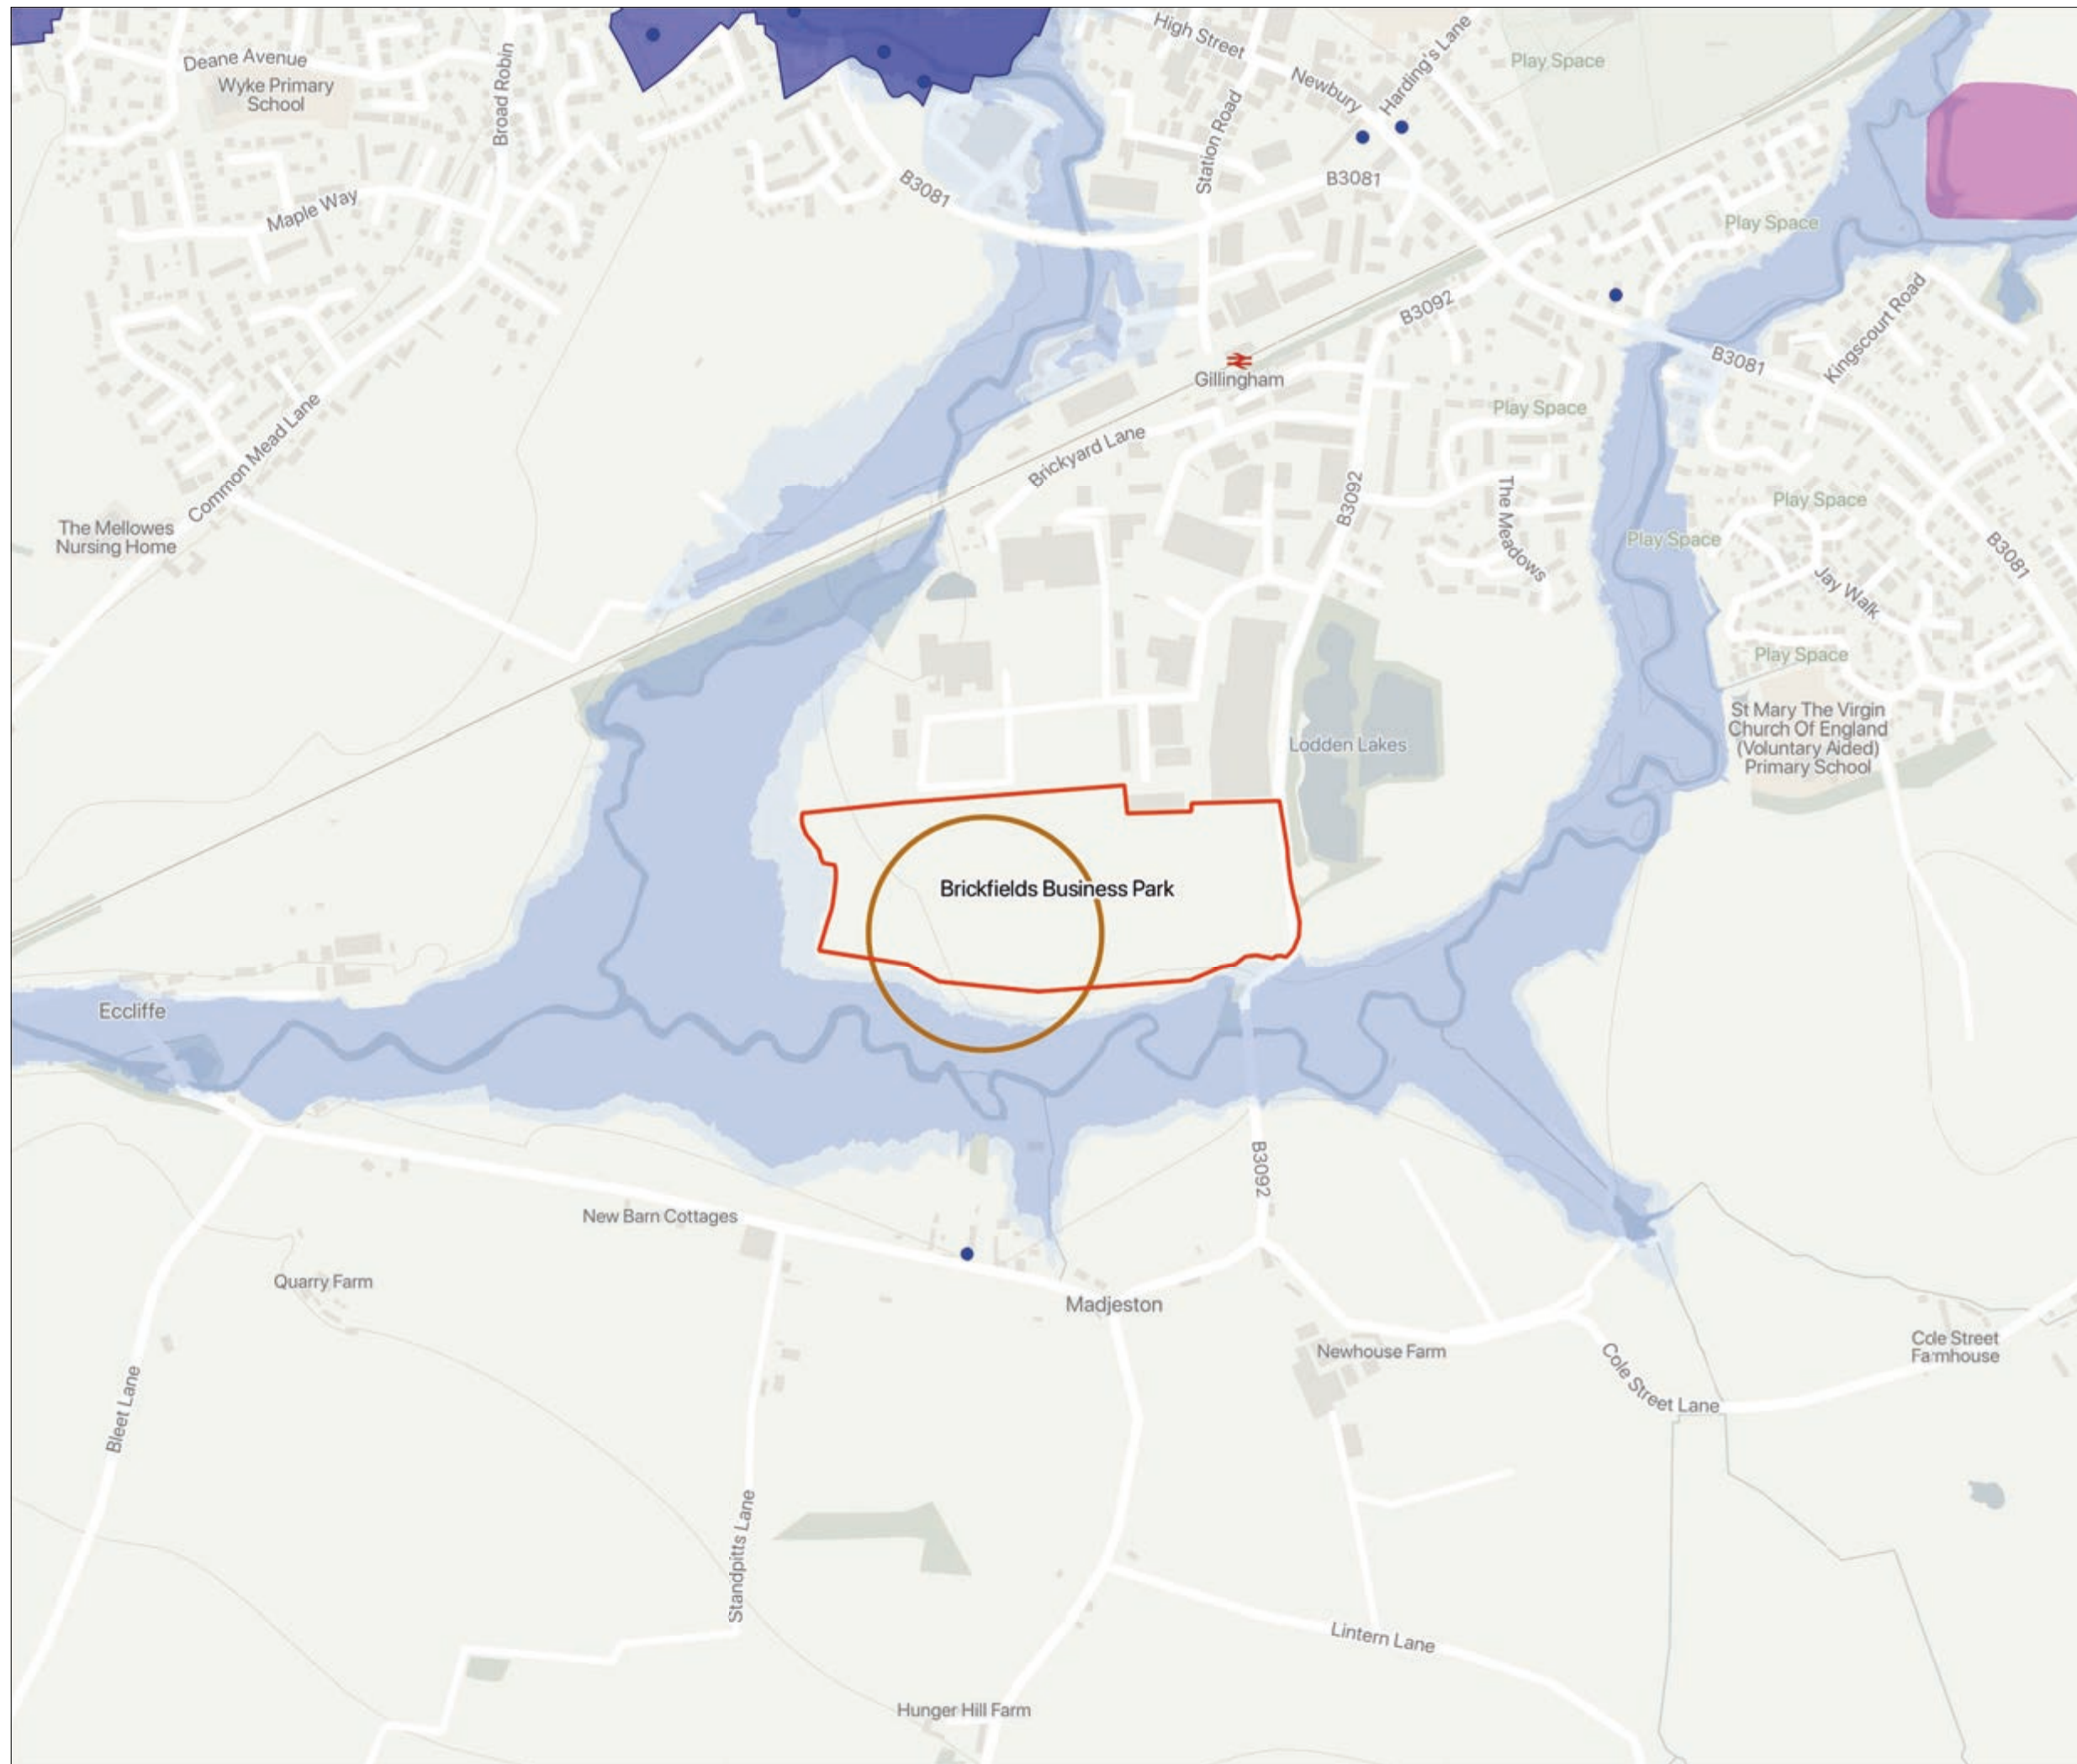 High Street
Harding's Lane
Deane Avenue
Wyke Primary
School
Broad Robin
Newbury
Play Space
Station Road
B3081
B3081
Maple Way
Play Space
B3092
Kingscourt Road
B3081
Gillingham
Play Space
Common Mead Lane
Brickyard Lane
B3092
The Meadows
Play Space
The Mellowes
Nursing Home
Play Space
B3081
Jay Walk
Play Space
St Mary The Virgin
Church Of England
(Voluntary Aided)
Primary School
Lodden Lakes
Brickfields Business Park
Eccliffe
B3092
New Barn Cottages
Quarry Farm
Madjeston
Newhouse Farm
Cole Street
Farmhouse
Cole Street Lane
Bleet Lane
Standpitts Lane
Lintern Lane
Hunger Hill Farm